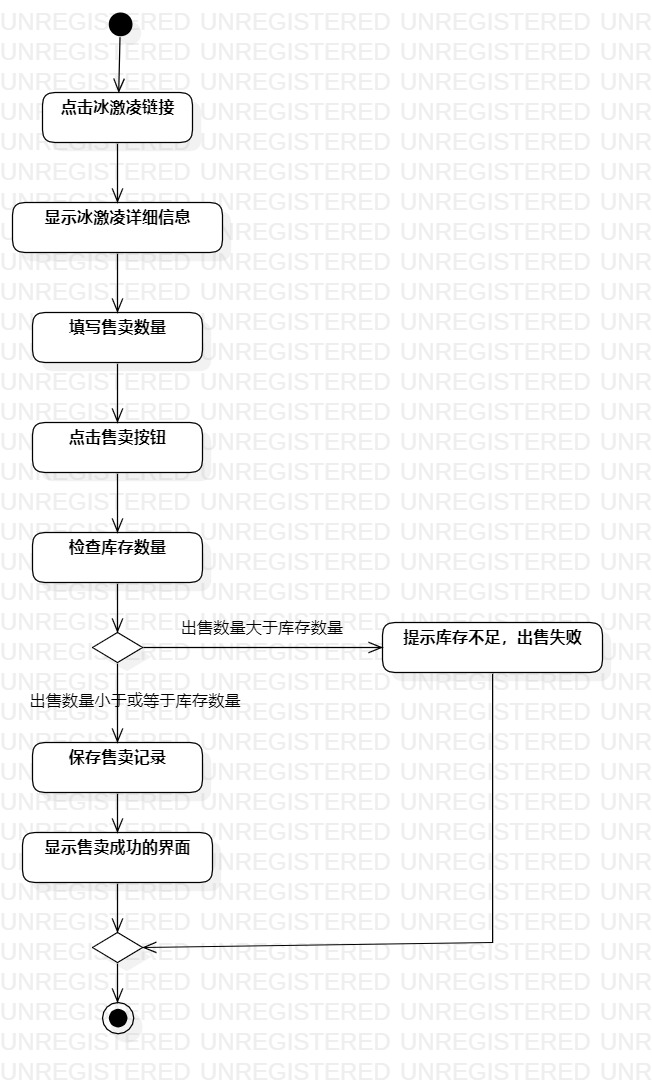 点击冰激凌链接
显示冰激凌详细信息
填写售卖数量
点击售卖按钮
检查库存数量
出售数量大于库存数量
提示库存不足，出售失败
出售数量小于或等于库存数量
保存售卖记录
显示售卖成功的界面
UNREGISTERED